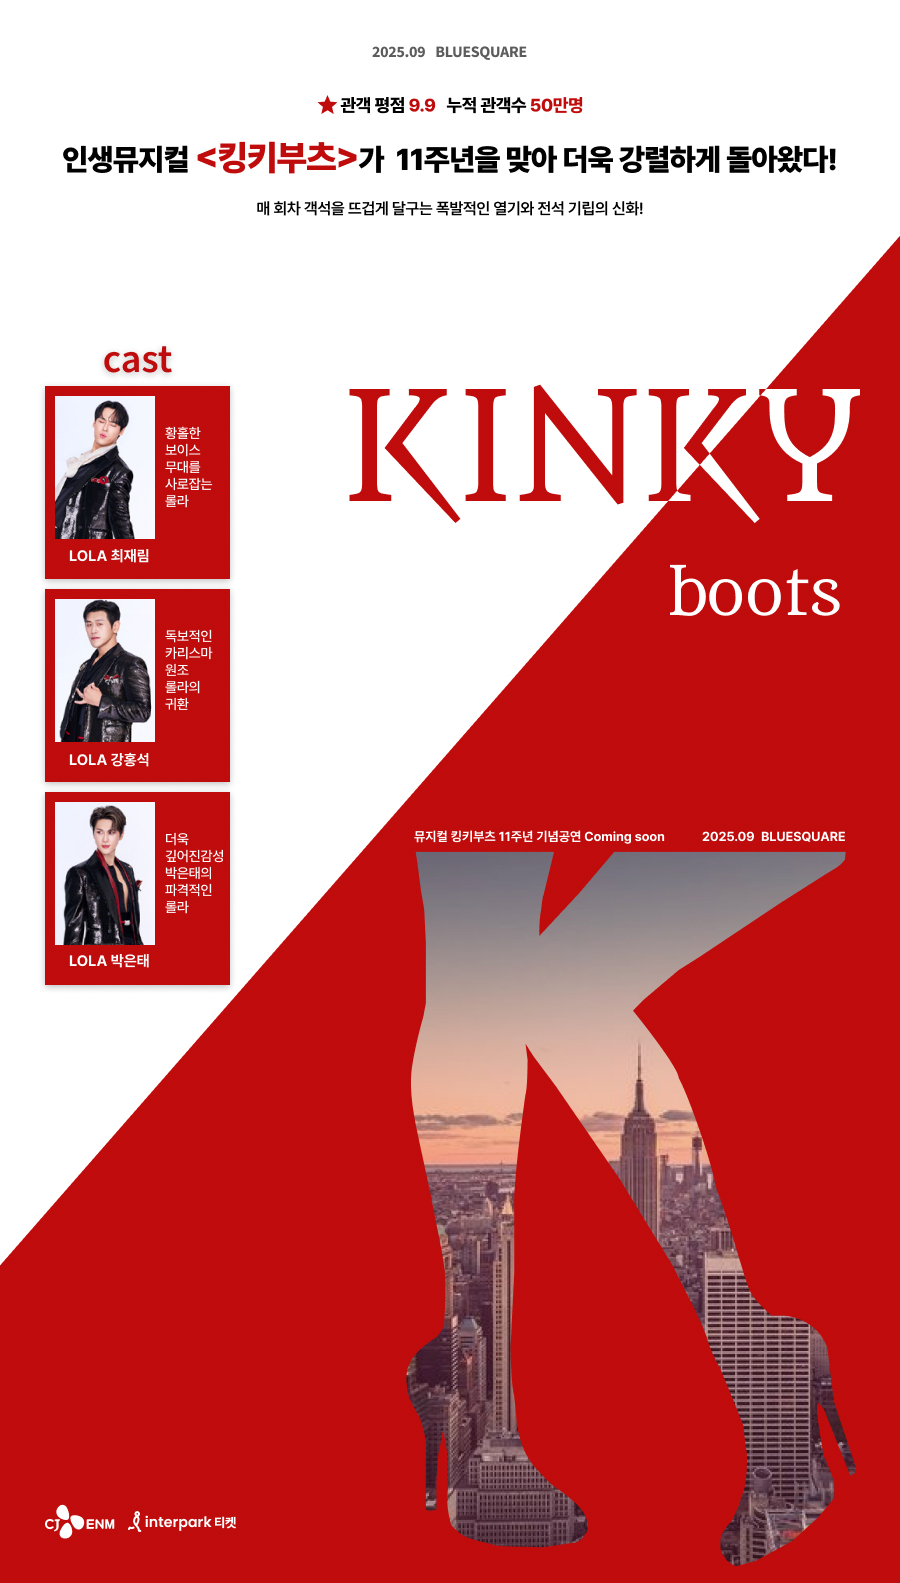 2025.09 BLUESQUARE
★ 관객 평점 9.9 누적 관객수 50만명
인생뮤지컬 <킹키부츠>가 11주년을 맞아 더욱 강렬하게 돌아왔다!
매 회차 객석을 뜨겁게 달구는 폭발적인 열기와 전석 기립의 신화!
cast
황홀한
보이스
무대를
사로잡는
롤라
LOLA 최재림
독보적인
카리스마
원조
롤라의
귀환
LOLA 강홍석
더욱
깊어진감성
박은태의
파격적인
롤라
LOLA 박은태
KINKY
boots
뮤지컬 킹키부츠 11주년 기념공연 Coming soon 2025.09 BLUESQUARE
CJ ENM interpark 티켓